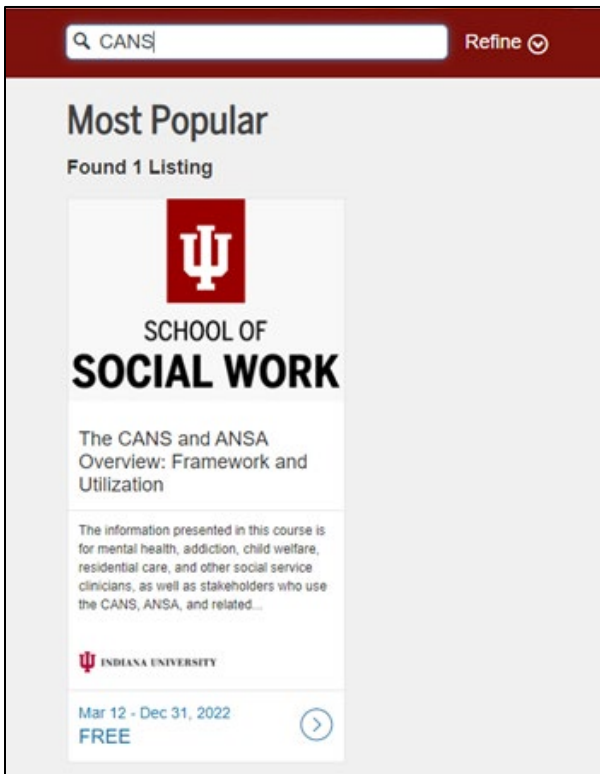 CANS
Refine
Most Popular
Found 1 Listing
SCHOOL OF
SOCIAL WORK
The CANS and ANSA
Overview: Framework and
Utilization
The information presented in this course is
for mental health, addiction, child welfare,
residential care, and other social service
clinicians, as well as stakeholders who use
the CANS, ANSA, and related...
INDIANA UNIVERSITY
Mar 12 - Dec 31, 2022
FREE